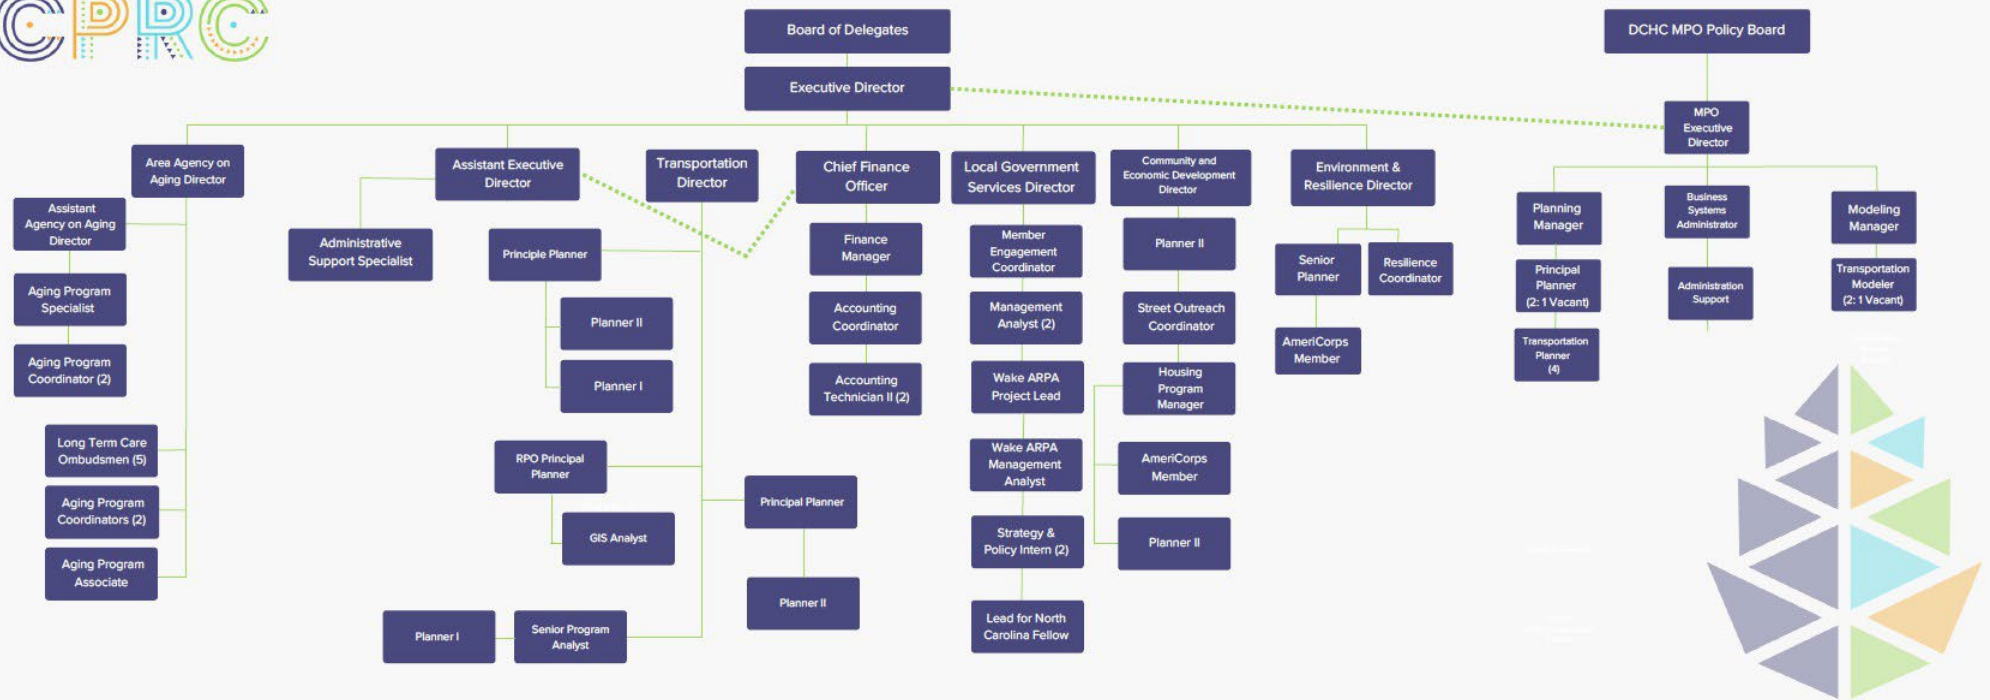 CPRC
Board of Delegates
Executive Director
DCHC MPO Policy Board
MPO
Executive
Director
Area Agency on
Aging Director
Assistant
Agency on Aging
Director
Aging Program
Specialist
Aging Program
Coordinator (2)
Long Term Care
Ombudsmen (5)
Aging Program
Coordinators (2)
Aging Program
Associate
Assistant Executive
Director
Administrative
Support Specialist
Transportation
Director
Principle Planner
Planner II
Planner I
RPO Principal
Planner
GIS Analyst
Principal Planner
Planner II
Senior Program
Analyst
Planner I
Chief Finance
Officer
Finance
Manager
Accounting
Coordinator
Accounting
Technician II (2)
Local Government
Services Director
Member
Engagement
Coordinator
Management
Analyst (2)
Wake ARPA
Project Lead
Wake ARPA
Management
Analyst
Strategy &
Policy Intern (2)
Lead for North
Carolina Fellow
Community and
Economic Development
Director
Planner II
Street Outreach
Coordinator
Housing
Program
Manager
AmeriCorps
Member
Planner II
Environment &
Resilience Director
Senior
Planner
Resilience
Coordinator
AmeriCorps
Member
Planning
Manager
Principal
Planner
(2: 1 Vacant)
Transportation
Planner
(4)
Business
Systems
Administrator
Administration
Support
Modeling
Manager
Transportation
Modeler
(2: 1 Vacant)